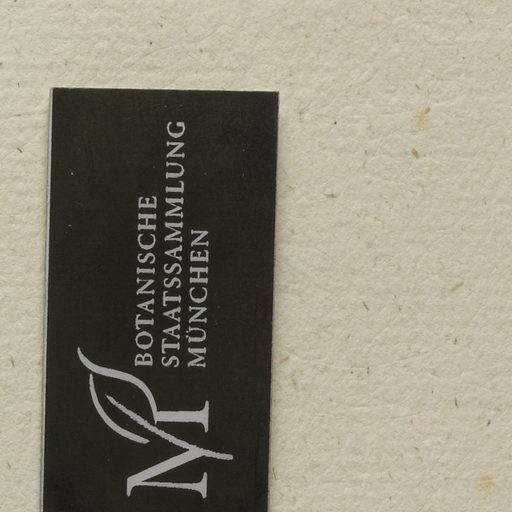 M
BOTANISCHE
STAATSSAMMLUNG
MÜNCHEN